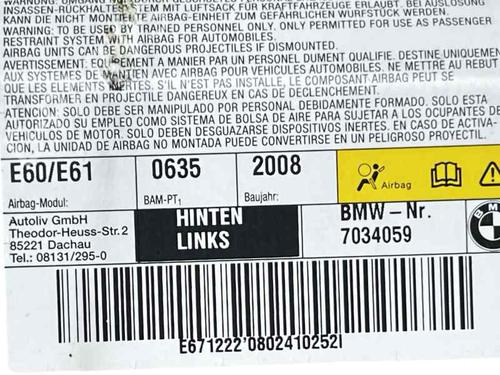 INSASSEN-RÜCKHALTESYSTEM MIT LUFTSACK FÜR KRAFTFAHRZEUGE ERLAUBT. BEI AUSLÖSUNG
KANN DIE NICHT MONTIERTE AIRBAG-EINHEIT ZUM GEFÄHRLICHEN WURFSTÜCK WERDEN.
WARNING: TO BE USED BY TRAINED PERSONNEL ONLY. ONLY PERMITTED FOR USE AS PASSENGER
RESTRAINT SYSTEM WITH AIRBAG FOR AUTOMOBILES.
AIRBAG UNITS CAN BE DANGEROUS PROJECTILES IF DISMOUNTED.
AVERTISSEMENT: EQUIPEMENT A MANIER PAR UN PERSONEL DUMENT QUALIFIE. DESTINE UNIQUEMEN
AUX SYSTEMES DE MAINTIEN AVEC AIRBAG POUR VEHICULES AUTOMOBILES. NE METTRE AU REBUT
QUE LES ELEMENTS INERTES. S'IL N'EST PAS INSTALLE, LE COMPOSANT-AIRBAG PEUT SE
TRANSFORMER EN PROJECTILE DANGEREUX EN CAS DE DECLENCHEMENT.
ATENCIÓN: SOLO DEBE SER MANIPULADO POR PERSONAL DEBIDAMENTE FORMADO. SOLO ESTA
AUTORIZADO SU EMPLEO COMO SISTEMA DE BOLSA DE AIRE PARA SUJETAR A LOS OCUPANTES DE
VEHÍCULOS DE MOTOR. SOLO DEBEN DESGUAZARSE DISPOSITIVOS INERTES. EN CASO DE ACTIVA-
CIÓN, LA UNIDAD DE AIRBAG NO MONTADA PUEDE CONVERTIRSE EN UN PELIGROSO PROYECTIL.
E60/E61 0635 2008
Airbag-Modul: BAM-PT1 Baujahr: Airbag
Autoliv GmbH
Theodor-Heuss-Str.2
85221 Dachau
Tel.: 08131/295-0
HINTEN
LINKS
BMW-Nr.
7034059
BMW
E671222'0802410252I